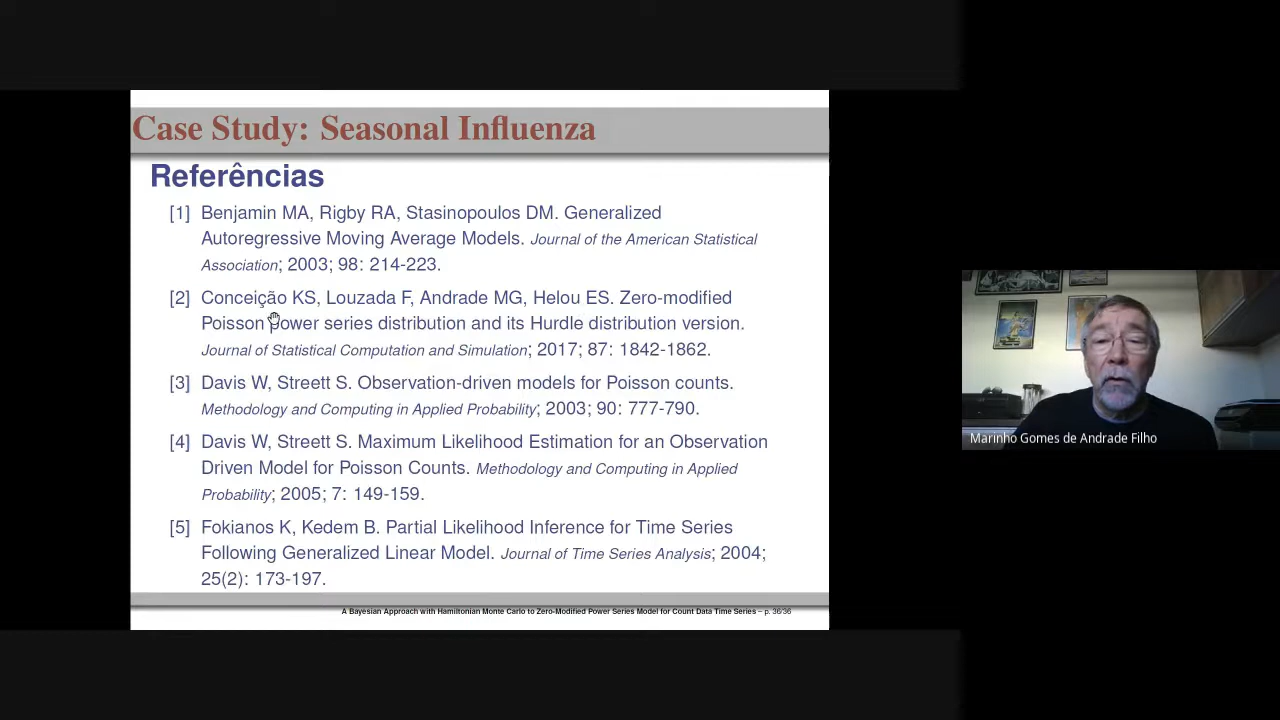 Case Study: Seasonal Influenza
Referências
[1] Benjamin MA, Rigby RA, Stasinopoulos DM. Generalized
Autoregressive Moving Average Models. Journal of the American Statistical
Association; 2003; 98: 214-223.
[2] Conceição KS, Louzada F, Andrade MG, Helou ES. Zero-modified
Poisson power series distribution and its Hurdle distribution version.
Journal of Statistical Computation and Simulation; 2017; 87: 1842-1862.
[3] Davis W, Streett S. Observation-driven models for Poisson counts.
Methodology and Computing in Applied Probability; 2003; 90: 777-790.
[4] Davis W, Streett S. Maximum Likelihood Estimation for an Observation
Driven Model for Poisson Counts. Methodology and Computing in Applied
Probability; 2005; 7: 149-159.
[5] Fokianos K, Kedem B. Partial Likelihood Inference for Time Series
Following Generalized Linear Model. Journal of Time Series Analysis; 2004;
25(2): 173-197.
A Bayesian Approach with Hamiltonian Monte Carlo to Zero-Modified Power Series Model for Count Data Time Series – p. 36/36
Marinho Gomes de Andrade Filho